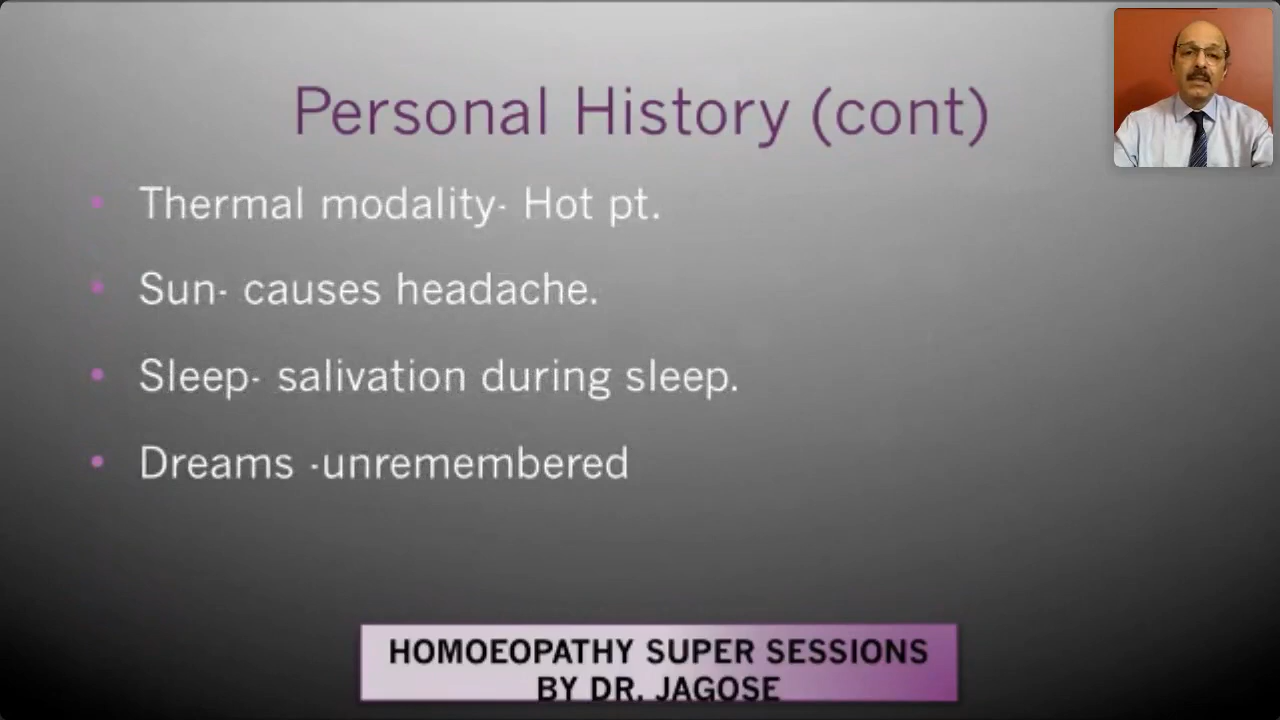 Personal History (cont)
• Thermal modality- Hot pt.
• Sun- causes headache.
• Sleep- salivation during sleep.
• Dreams -unremembered
HOMOEOPATHY SUPER SESSIONS
BY DR. JAGOSE